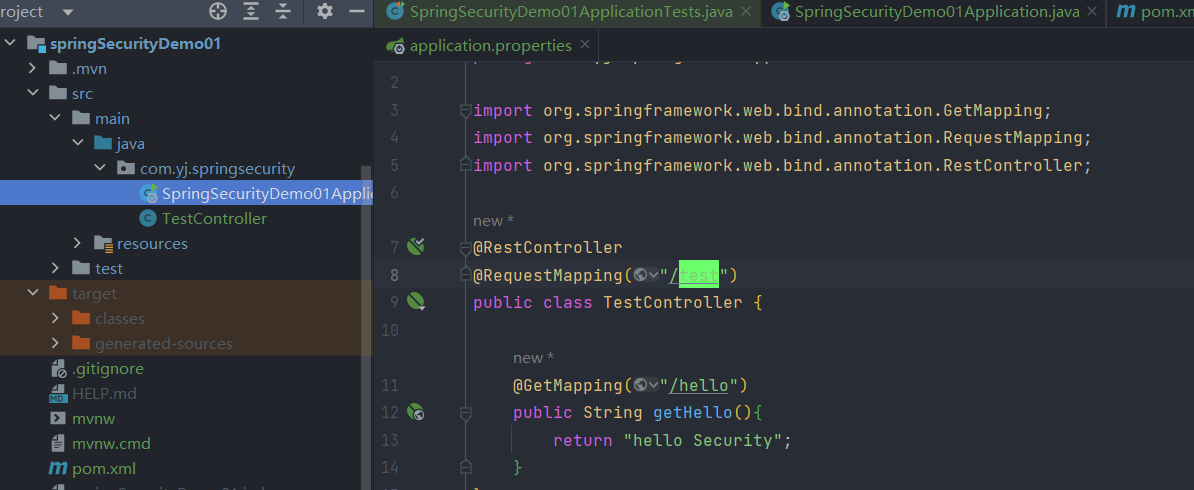 roject
springSecurityDemo01
.mvn
src
main
java
com.yj.springsecurity
SpringSecurityDemo01Applic
TestController
resources
test
target
classes
generated-sources
.gitignore
HELP.md
mvnw
mvnw.cmd
pom.xml
SpringSecurityDemo01ApplicationTests.java
SpringSecurityDemo01Application.java
pom.xm
application.properties
2
3 import org.springframework.web.bind.annotation.GetMapping;
4 import org.springframework.web.bind.annotation.RequestMapping;
5 import org.springframework.web.bind.annotation.RestController;
6
new *
7 @RestController
8 @RequestMapping("/test")
9 public class TestController {
10
new *
11 @GetMapping("/hello")
12 public String getHello(){
13 return "hello Security";
14 }